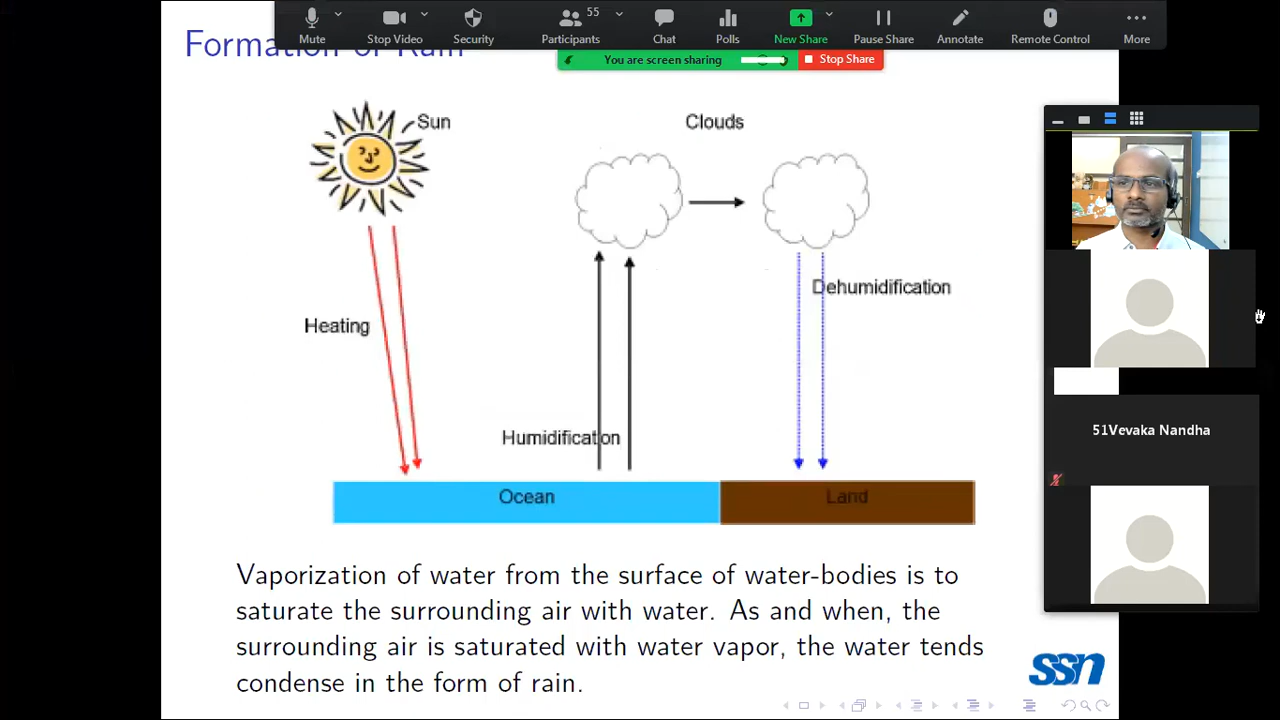 Mute
Stop Video
Security
55
Participants
Chat
Polls
New Share
Pause Share
Annotate
Remote Control
More
Formation of Rain
You are screen sharing
Stop Share
Sun
Clouds
Dehumidification
Heating
Humidification
Ocean
Land
51Vevaka Nandha
Vaporization of water from the surface of water-bodies is to
saturate the surrounding air with water. As and when, the
surrounding air is saturated with water vapor, the water tends
condense in the form of rain.
ssn